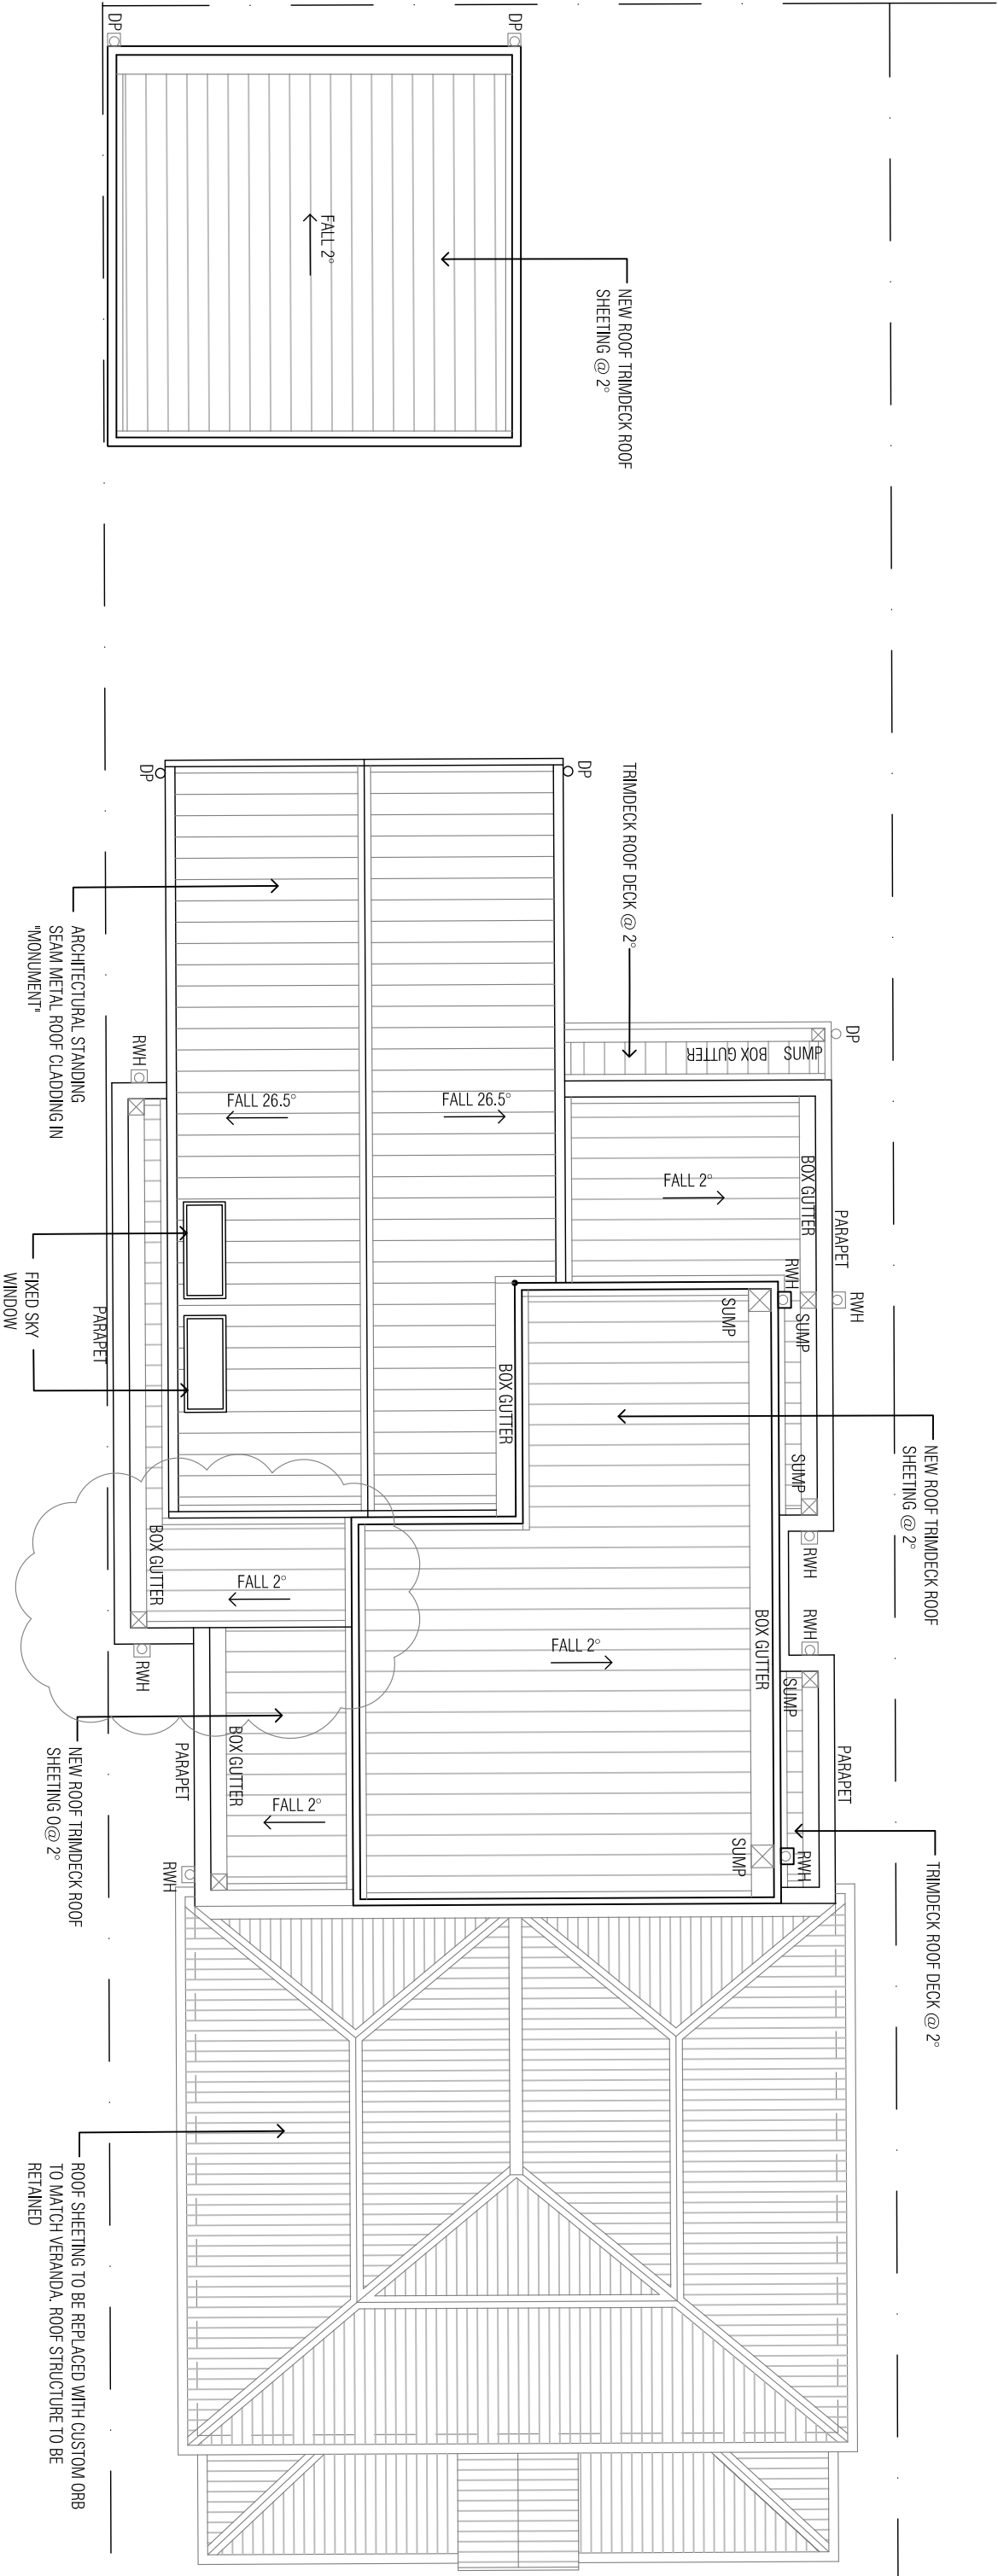 DP
DP
FALL 2°
NEW ROOF TRIMDECK ROOF
SHEETING @ 2°
DP
DP
TRIMDECK ROOF DECK @ 2°
ARCHITECTURAL STANDING
SEAM METAL ROOF CLADDING IN
"MONUMENT"
DP
SUMP
BOX GUTTER
RWH
FALL 26.5°
FALL 26.5°
FALL 2°
BOX GUTTER
PARAPET
RWH
RWH
SUMP
SUMP
FIXED SKY
WINDOW
PARAPET
BOX GUTTER
SUMP
NEW ROOF TRIMDECK ROOF
SHEETING @ 2°
RWH
BOX GUTTER
FALL 2°
FALL 2°
BOX GUTTER
RWH
RWH
SUMP
PARAPET
NEW ROOF TRIMDECK ROOF
SHEETING O@ 2°
BOX GUTTER
PARAPET
FALL 2°
SUMP
RWH
RWH
TRIMDECK ROOF DECK @ 2°
ROOF SHEETING TO BE REPLACED WITH CUSTOM ORB
TO MATCH VERANDA. ROOF STRUCTURE TO BE
RETAINED